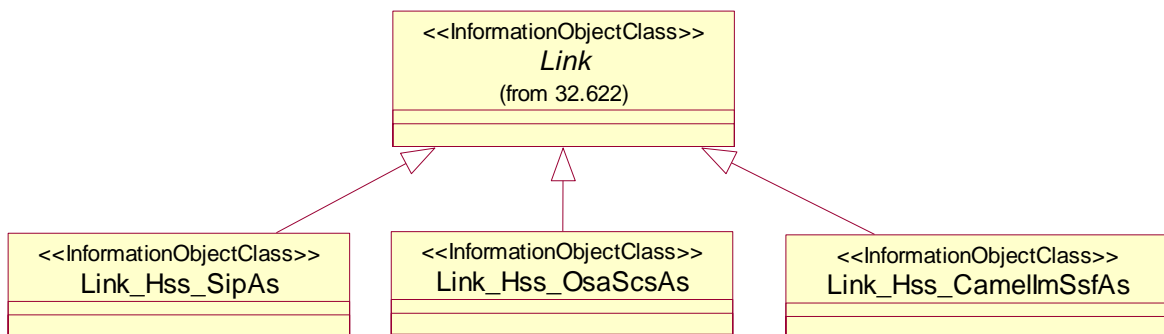 <<InformationObjectClass>>
Link
(from 32.622)
<<InformationObjectClass>>
Link_Hss_SipAs
<<InformationObjectClass>>
Link_Hss_OsaScsAs
<<InformationObjectClass>>
Link_Hss_CamelImSsfAs